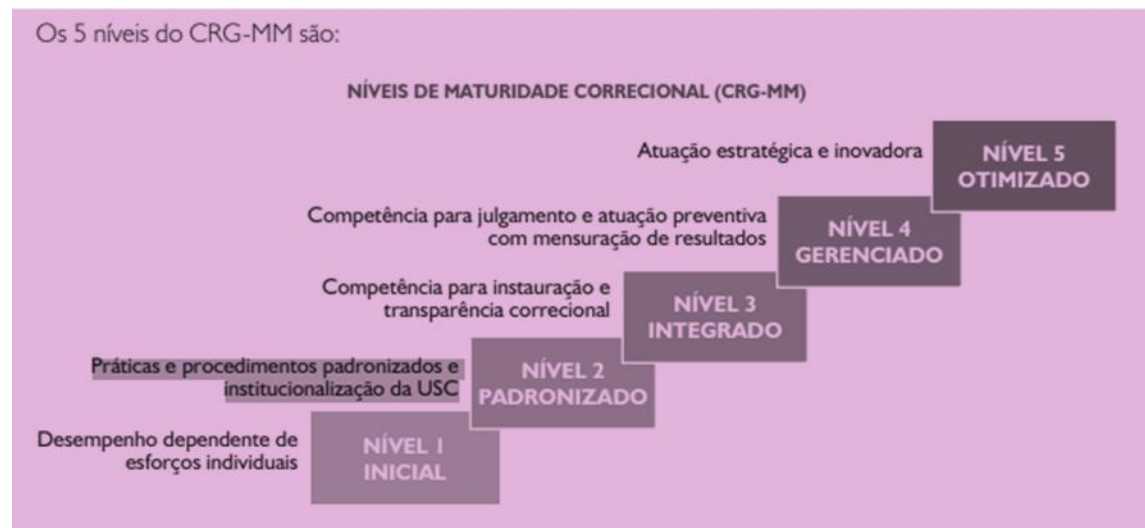 Os 5 níveis do CRG-MM são:
NÍVEIS DE MATURIDADE CORRECIONAL (CRG-MM)
Atuação estratégica e inovadora
NÍVEL 5
OTIMIZADO
Competência para julgamento e atuação preventiva
com mensuração de resultados
NÍVEL 4
GERENCIADO
Competência para instauração e
transparência correcional
NÍVEL 3
INTEGRADO
Práticas e procedimentos padronizados e
institucionalização da USC
NÍVEL 2
PADRONIZADO
Desempenho dependente de
esforços individuais
NÍVEL 1
INICIAL